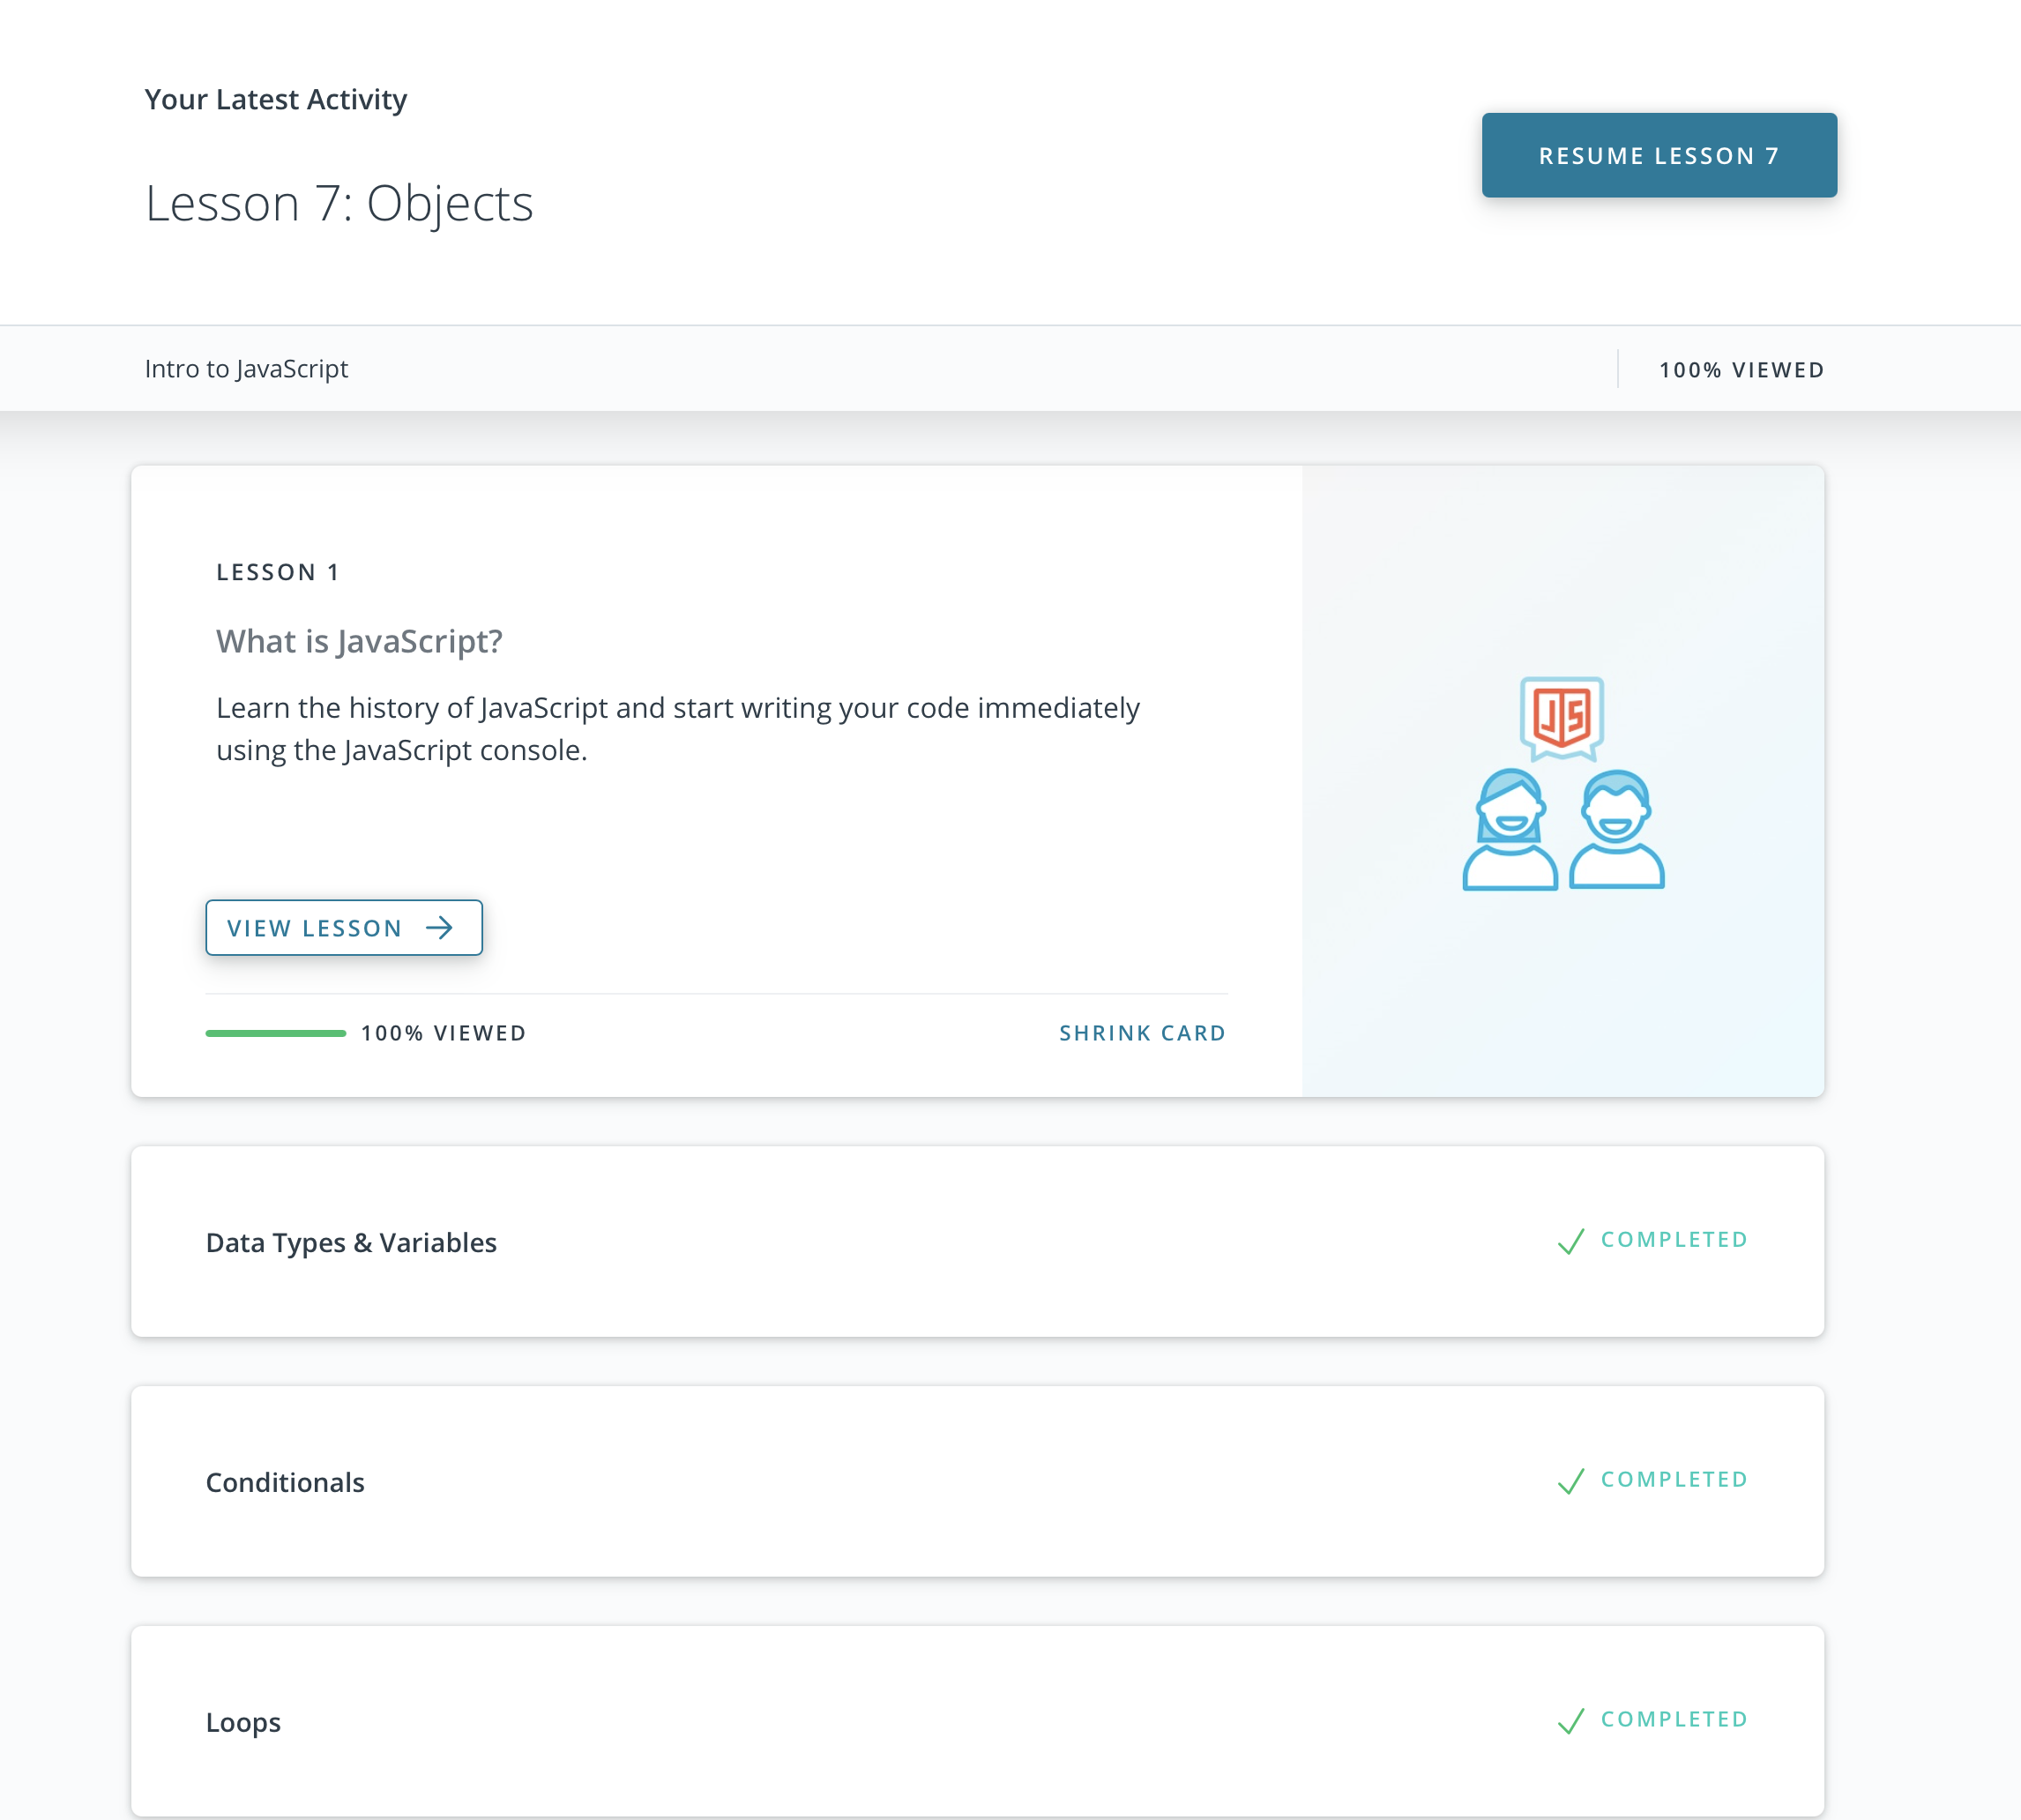 Your Latest Activity
RESUME LESSON 7
Lesson 7: Objects
Intro to JavaScript
100% VIEWED
LESSON 1
What is JavaScript?
Learn the history of JavaScript and start writing your code immediately
using the JavaScript console.
JS
VIEW LESSON
100% VIEWED
SHRINK CARD
Data Types & Variables
COMPLETED
Conditionals
COMPLETED
Loops
COMPLETED